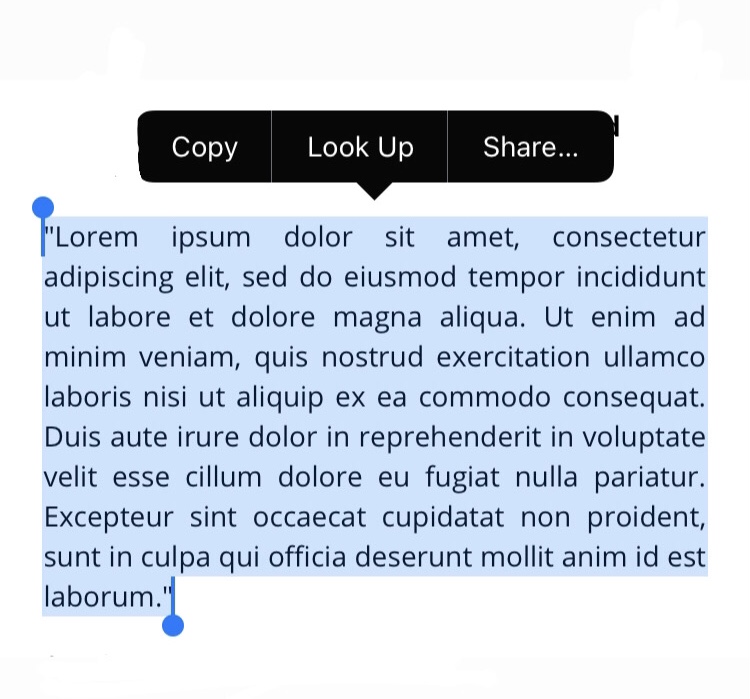 Copy Look Up Share...
"Lorem ipsum dolor sit amet, consectetur
adipiscing elit, sed do eiusmod tempor incididunt
ut labore et dolore magna aliqua. Ut enim ad
minim veniam, quis nostrud exercitation ullamco
laboris nisi ut aliquip ex ea commodo consequat.
Duis aute irure dolor in reprehenderit in voluptate
velit esse cillum dolore eu fugiat nulla pariatur.
Excepteur sint occaecat cupidatat non proident,
sunt in culpa qui officia deserunt mollit anim id est
laborum."